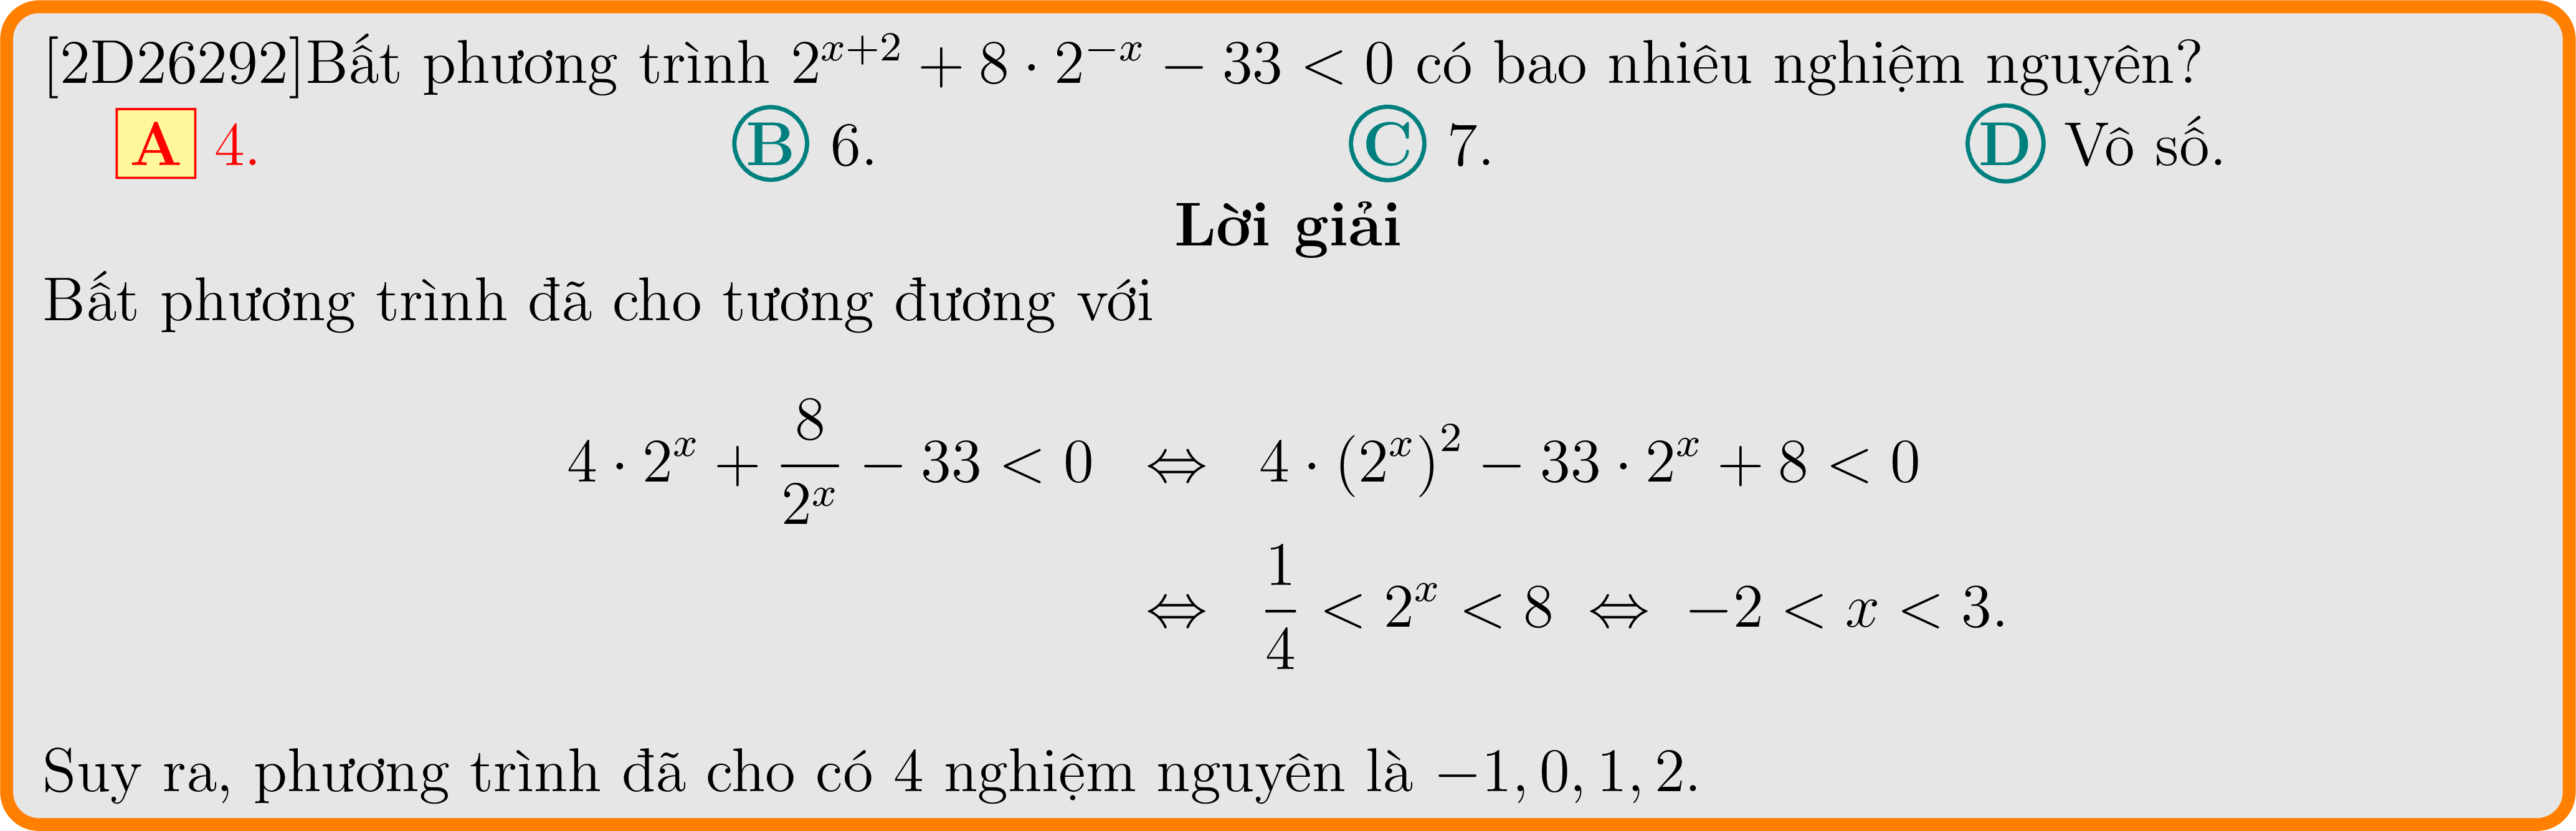 [2D26292]Bất phương trình $2^{x+2} + 8 \cdot 2^{-x} - 33 < 0$ có bao nhiêu nghiệm nguyên?
A 4. B 6. C 7. D Vô số.
Lời giải
Bất phương trình đã cho tương đương với
$4 \cdot 2^x + \frac{8}{2^x} - 33 < 0 \Leftrightarrow 4 \cdot (2^x)^2 - 33 \cdot 2^x + 8 < 0$
$\Leftrightarrow \frac{1}{4} < 2^x < 8 \Leftrightarrow -2 < x < 3.$
Suy ra, phương trình đã cho có 4 nghiệm nguyên là $-1, 0, 1, 2.$